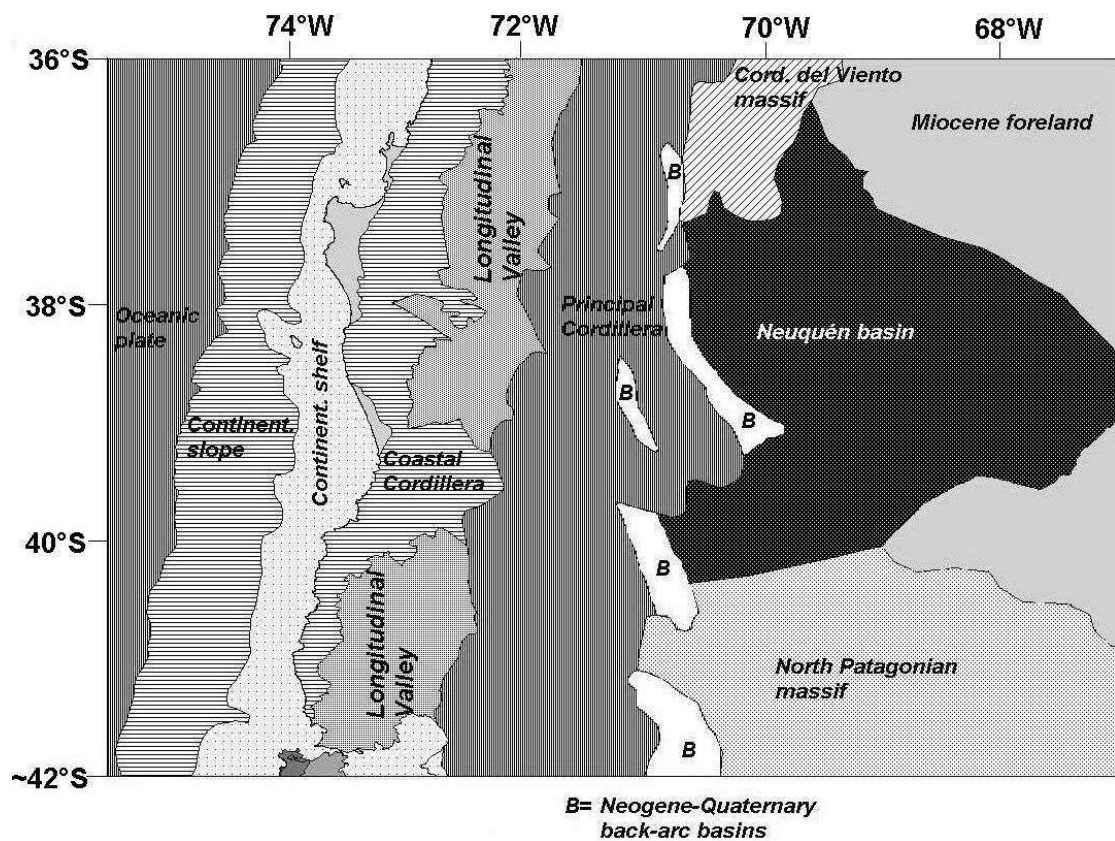 74°W 72°W 70°W 68°W
36°S
Cord. del Viento
massif
Miocene foreland
B
Longitudinal
Valley
38°S
Oceanic
plate
Principal
Cordillera
Neuquén basin
Continent. shelf
B
B
Continent.
slope
Coastal
Cordillera
40°S
B
Longitudinal
Valley
North Patagonian
massif
B
~42°S
B= Neogene-Quaternary
back-arc basins